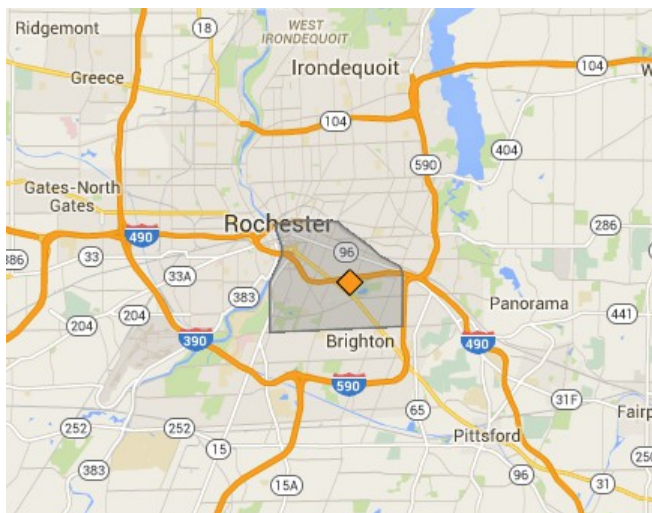 Ridgemont
18
WEST
IRONDEQUOIT
Greece
Irondequoit
104
104
590
404
Gates-North
Gates
Rochester
490
286
96
386
33
33A
383
Panorama
441
204
204
390
Brighton
490
590
31F
65
252
252
15
Pittsford
383
96
31
15A